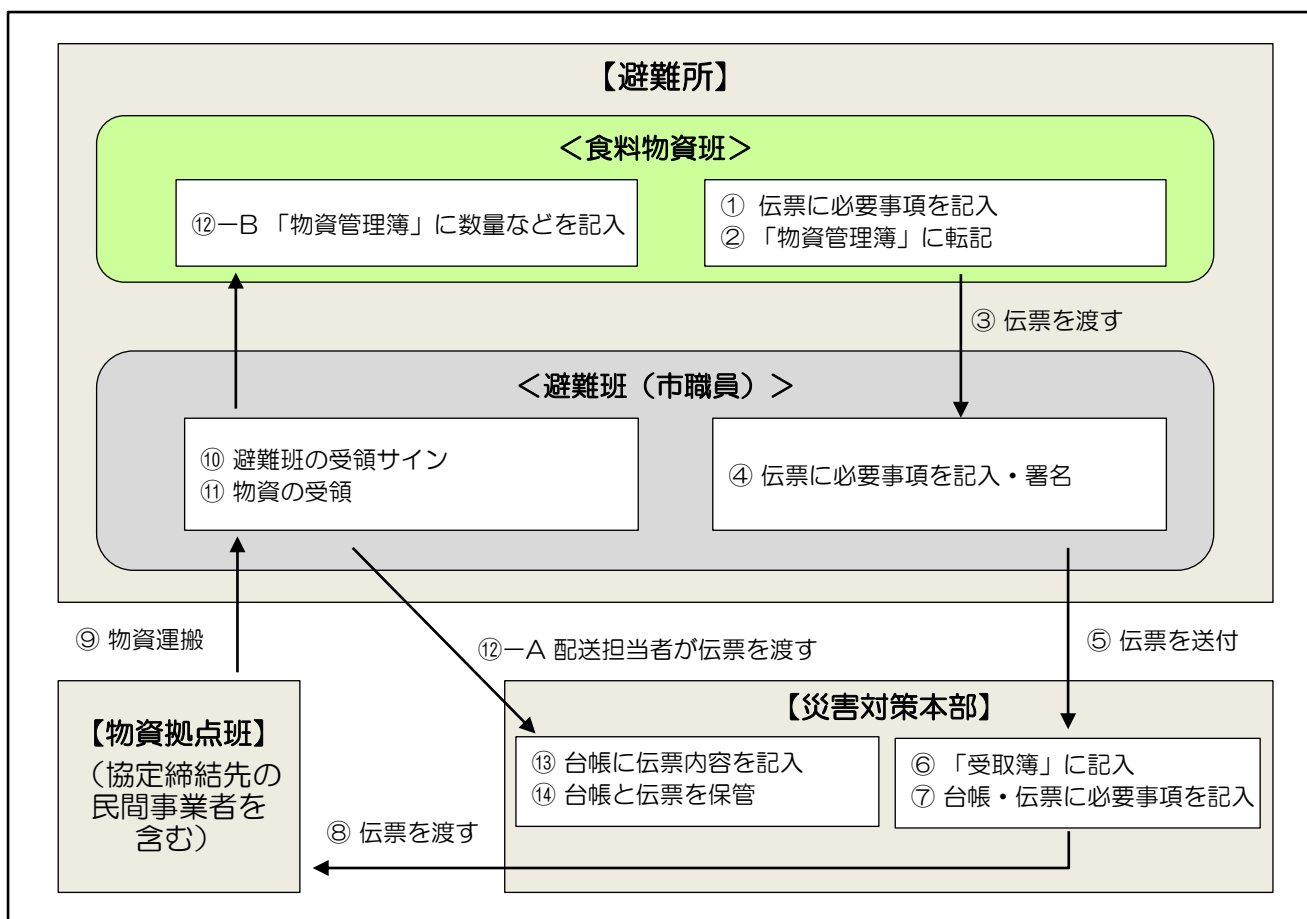 【避難所】
＜食料物資班＞
⑫－B 「物資管理簿」に数量などを記入
① 伝票に必要事項を記入
② 「物資管理簿」に転記
③ 伝票を渡す
＜避難班（市職員）＞
⑩ 避難班の受領サイン
⑪ 物資の受領
④ 伝票に必要事項を記入・署名
⑨ 物資運搬
⑫－A 配送担当者が伝票を渡す
⑤ 伝票を送付
【物資拠点班】
（協定締結先の
民間事業者を
含む）
【災害対策本部】
⑬ 台帳に伝票内容を記入
⑭ 台帳と伝票を保管
⑥ 「受取簿」に記入
⑦ 台帳・伝票に必要事項を記入
⑧ 伝票を渡す